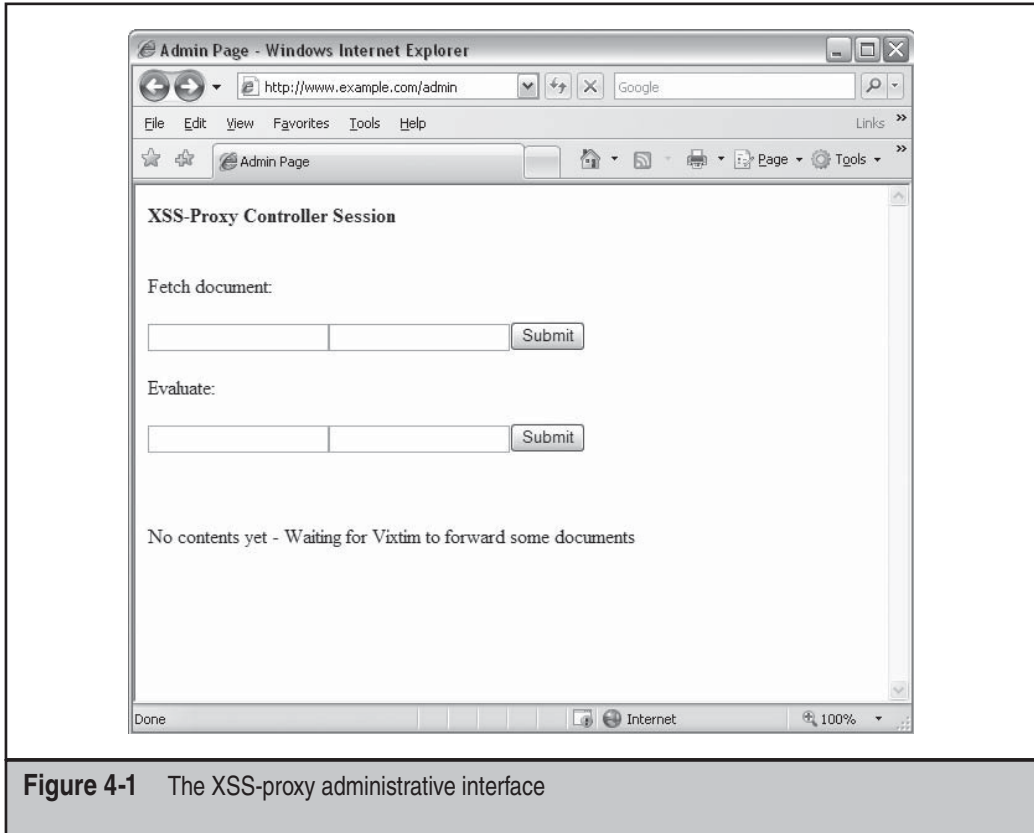 Admin Page - Windows Internet Explorer
http://www.example.com/admin
Google
File Edit View Favorites Tools Help
Links »
Admin Page
Page Tools »
XSS-Proxy Controller Session
Fetch document:
Submit
Evaluate:
Submit
No contents yet - Waiting for Vixtim to forward some documents
Done
Internet
100%
Figure 4-1 The XSS-proxy administrative interface